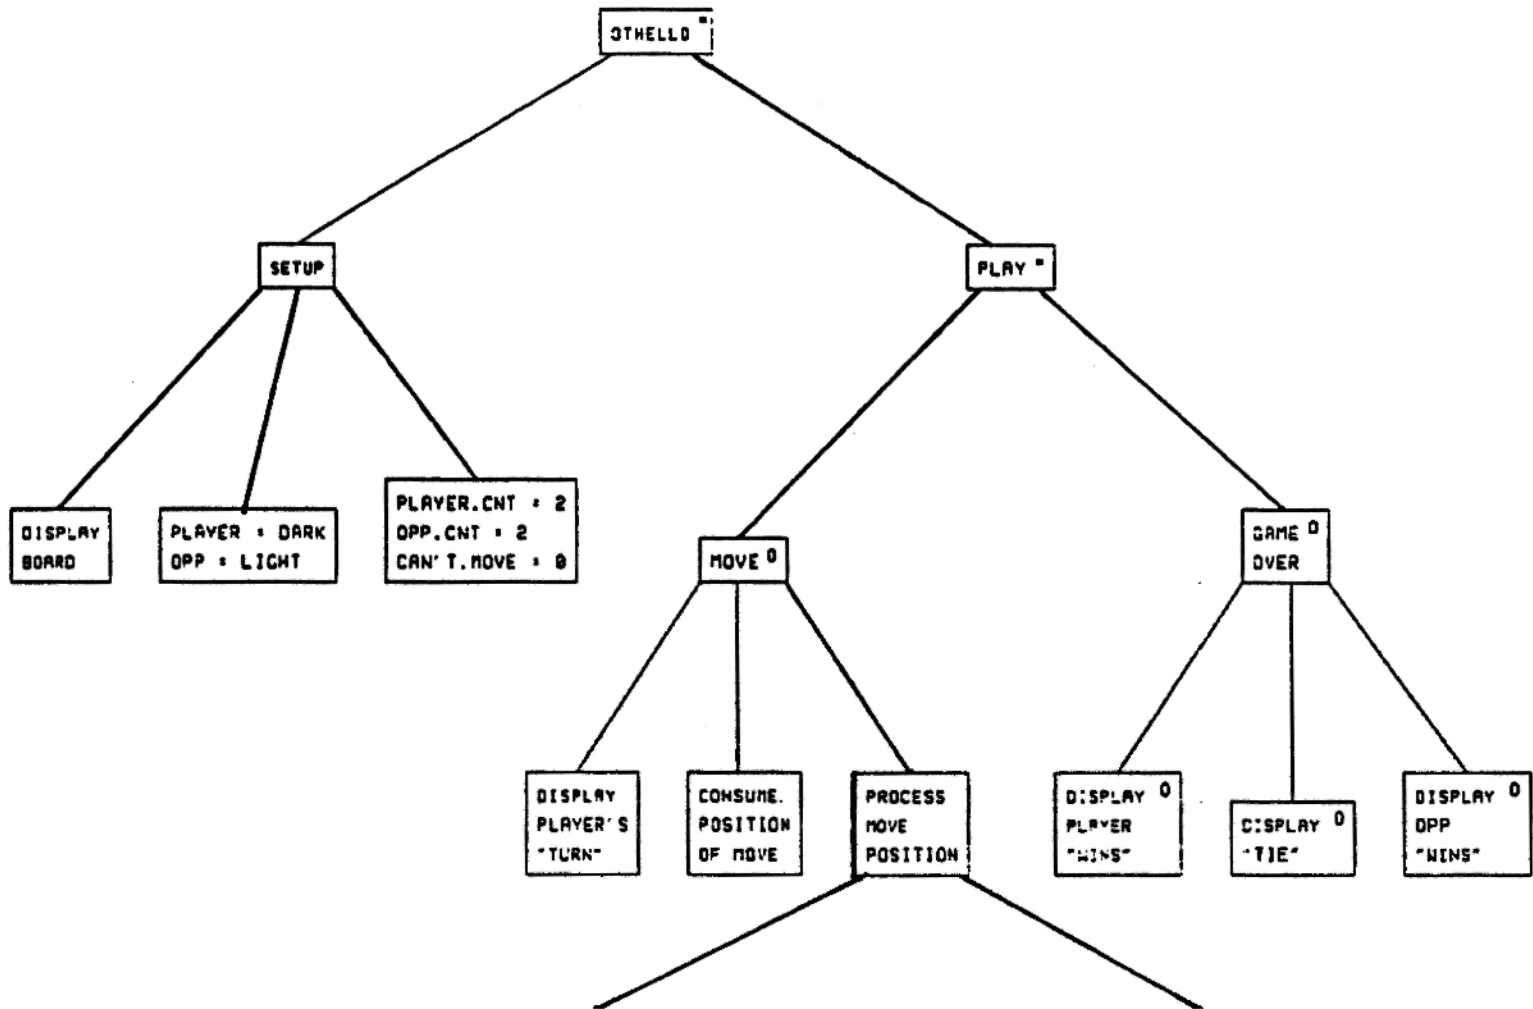 OTHELLO *
SETUP
PLAY *
DISPLAY
BOARD
PLAYER = DARK
OPP = LIGHT
PLAYER.CNT = 2
OPP.CNT = 2
CAN'T.MOVE = 0
MOVE O
GAME O
OVER
DISPLAY
PLAYER'S
"TURN"
CONSUME.
POSITION
OF MOVE
PROCESS
MOVE
POSITION
DISPLAY O
PLAYER
"WINS"
DISPLAY O
"TIE"
DISPLAY O
OPP
"WINS"